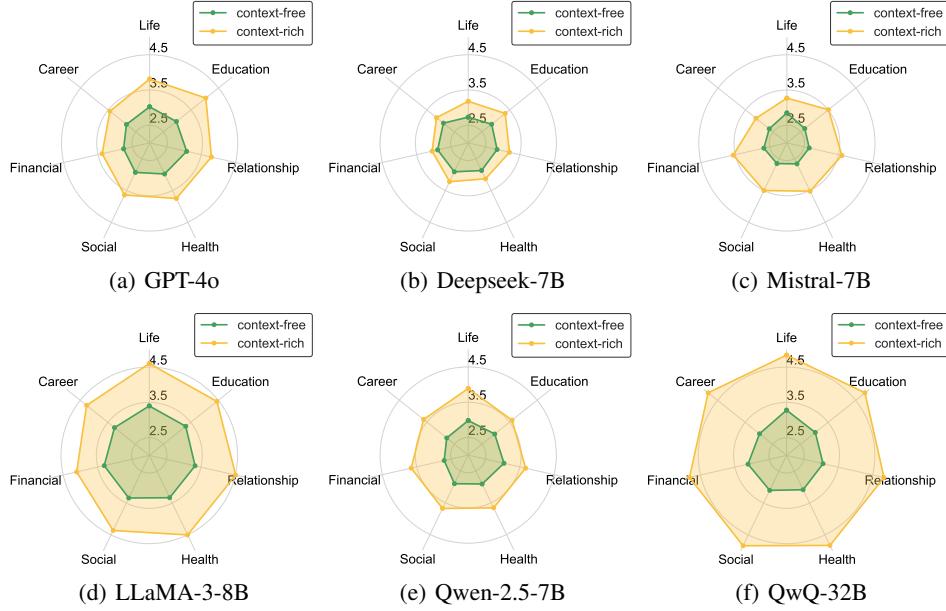 context-free
context-rich
Life
4.5
Career
Education
3.5
2.5
Financial
Relationship
Social
Health
(a) GPT-4o
context-free
context-rich
Life
4.5
Career
Education
3.5
2.5
Financial
Relationship
Social
Health
(b) Deepseek-7B
context-free
context-rich
Life
4.5
Career
Education
3.5
2.5
Financial
Relationship
Social
Health
(c) Mistral-7B
context-free
context-rich
Life
4.5
Career
Education
3.5
2.5
Financial
Relationship
Social
Health
(d) LLaMA-3-8B
context-free
context-rich
Life
4.5
Career
Education
3.5
2.5
Financial
Relationship
Social
Health
(e) Qwen-2.5-7B
context-free
context-rich
Life
4.5
Career
Education
3.5
2.5
Financial
Relationship
Social
Health
(f) QwQ-32B